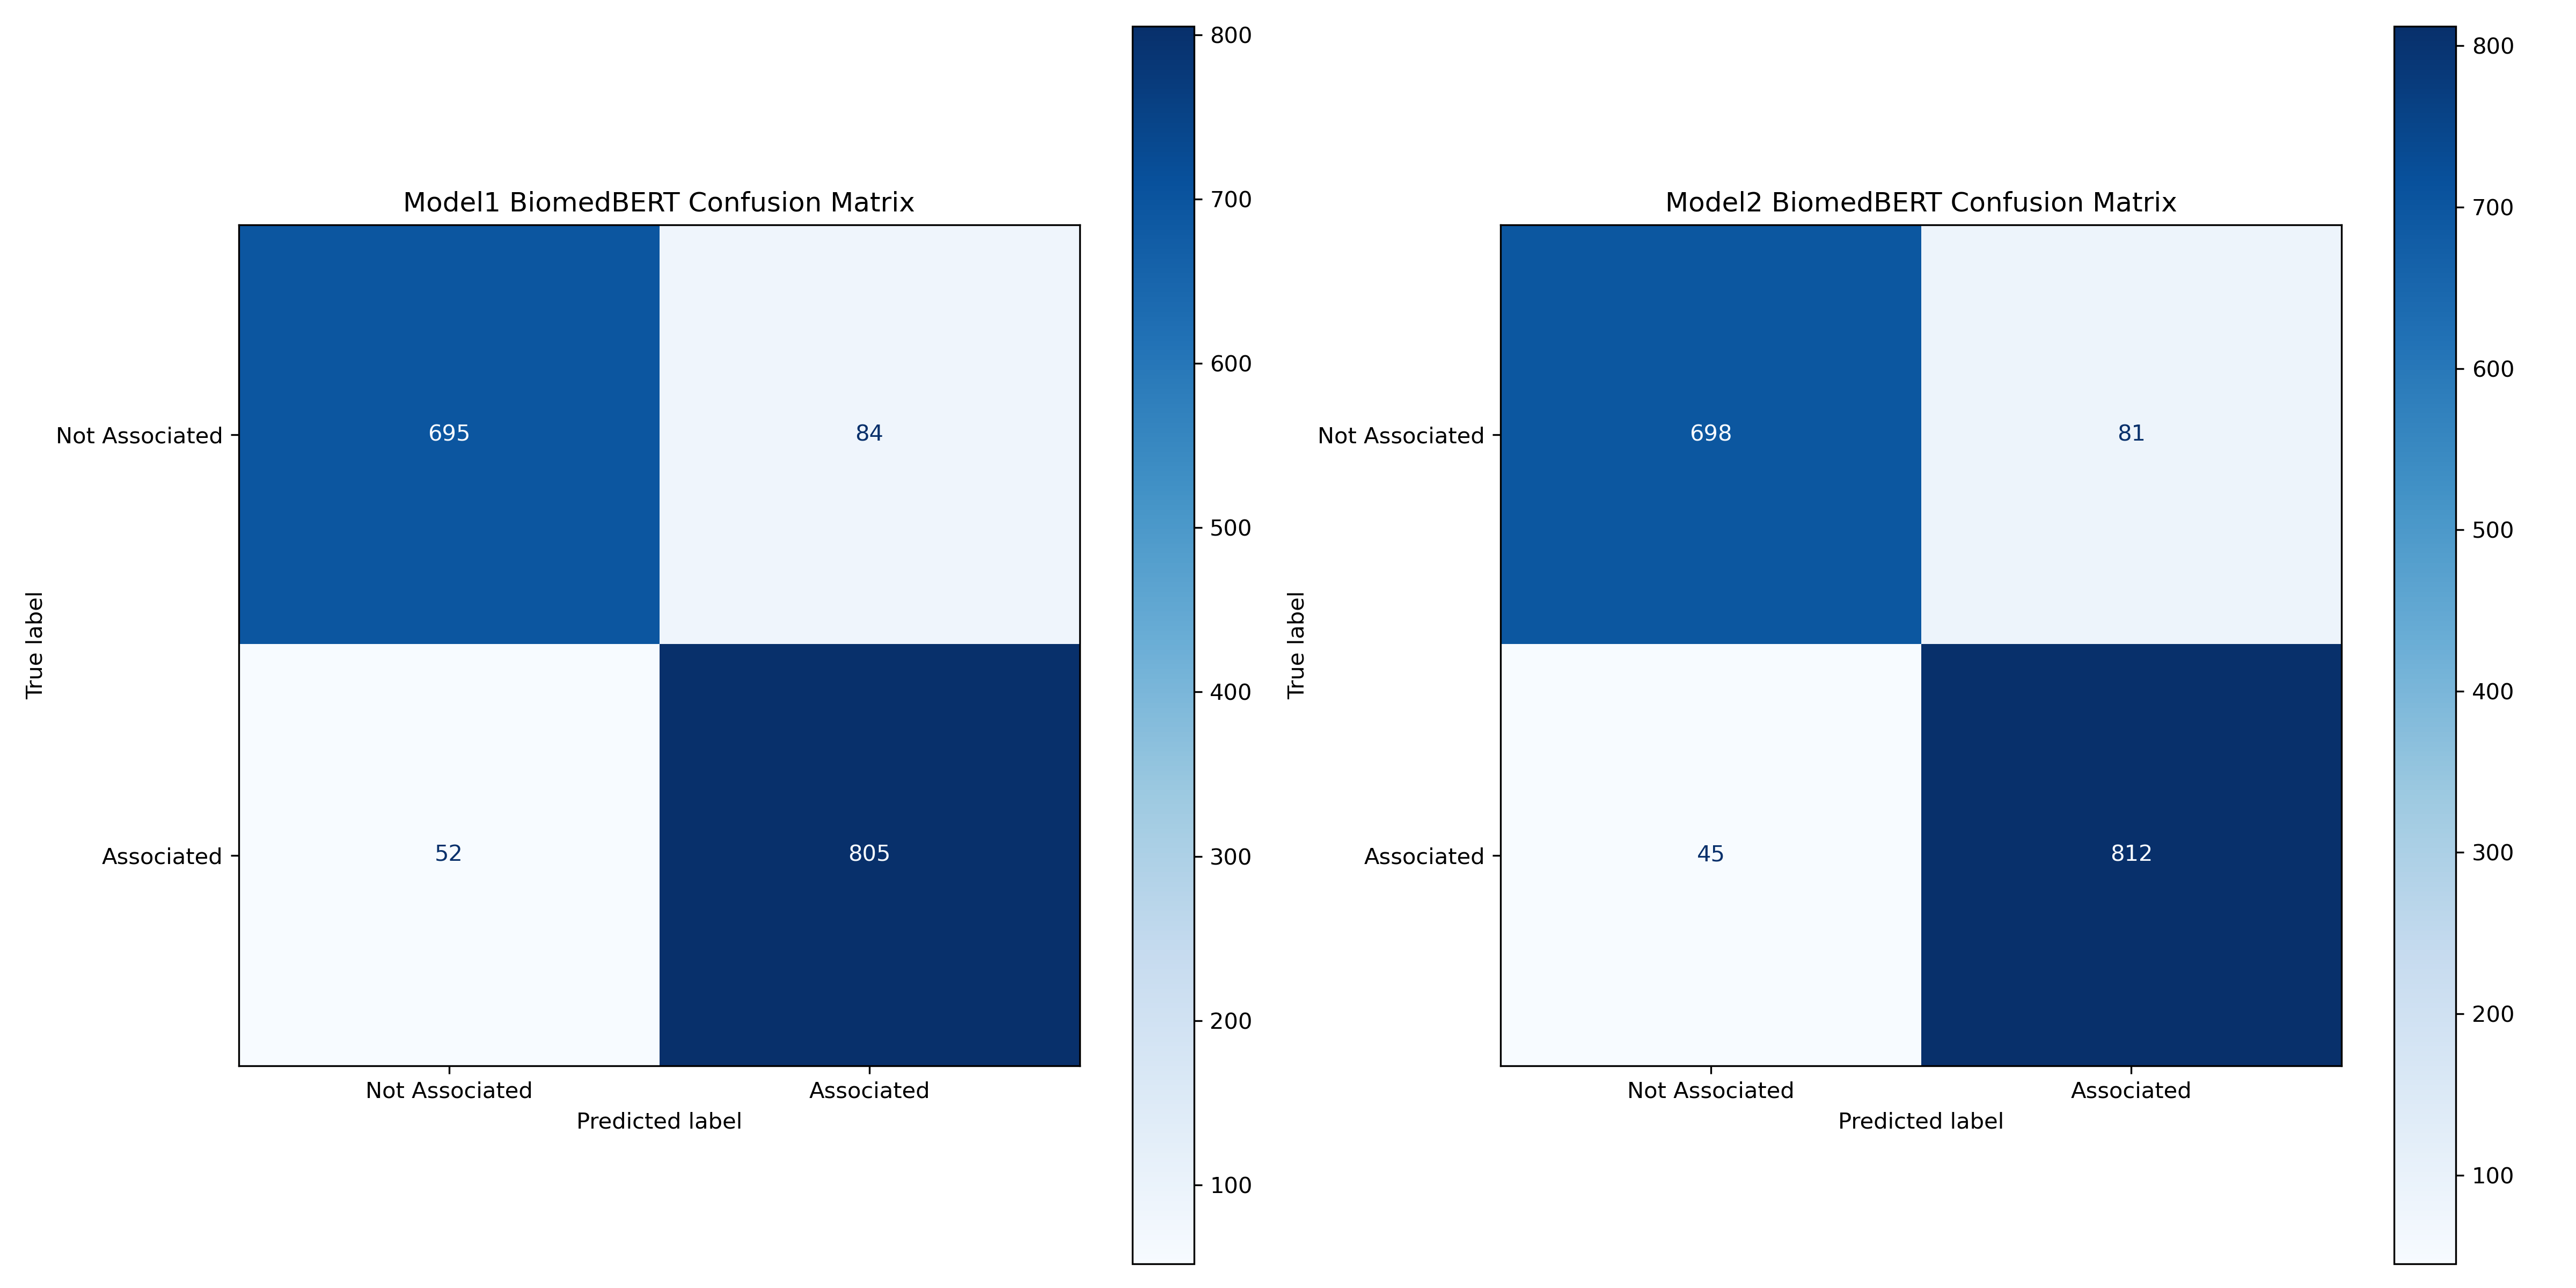 Model1 BiomedBERT Confusion Matrix
True label
Not Associated
Associated
695
84
52
805
Not Associated
Associated
Predicted label
800
700
600
500
400
300
200
100
Model2 BiomedBERT Confusion Matrix
True label
Not Associated
Associated
698
81
45
812
Not Associated
Associated
Predicted label
800
700
600
500
400
300
200
100